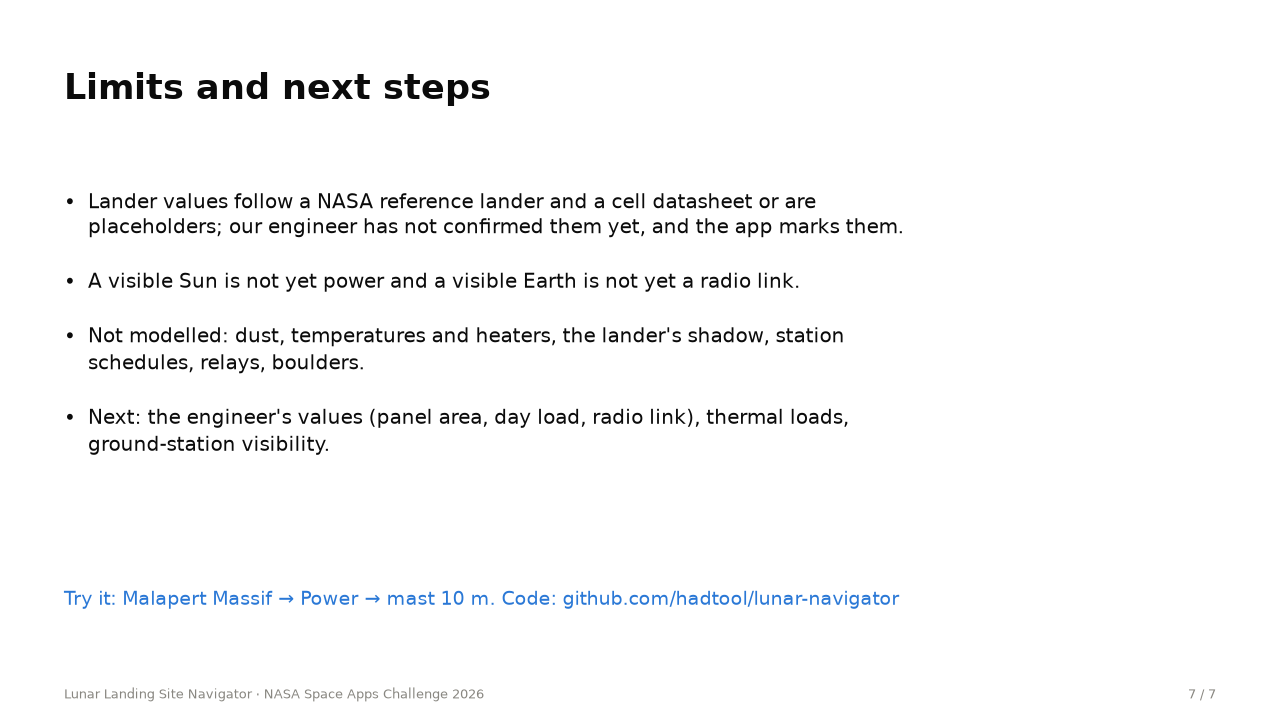 Limits and next steps
• Lander values follow a NASA reference lander and a cell datasheet or are
placeholders; our engineer has not confirmed them yet, and the app marks them.
• A visible Sun is not yet power and a visible Earth is not yet a radio link.
• Not modelled: dust, temperatures and heaters, the lander's shadow, station
schedules, relays, boulders.
• Next: the engineer's values (panel area, day load, radio link), thermal loads,
ground-station visibility.
Try it: Malapert Massif → Power → mast 10 m. Code: github.com/hadtool/lunar-navigator
Lunar Landing Site Navigator · NASA Space Apps Challenge 2026
7 / 7